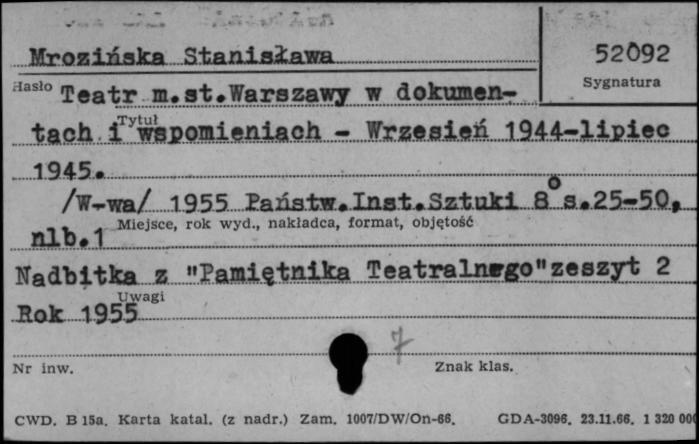 Mrozińska Stanisława
52092
Hasło
Sygnatura
Teatr m.st.Warszawy w dokumen-
Tytuł
tach i wspomieniach - Wrzesień 1944-lipiec
1945.
/W-wa/ 1955 Państw.Inst.Sztuki 8° s.25-50,
Miejsce, rok wyd., nakładca, format, objętość
nlb.1
Nadbitka z "Pamiętnika Teatralnego" zeszyt 2
Uwagi
Rok 1955
7
Nr inw.
Znak klas.
CWD. B 15a. Karta katal. (z nadr.) Zam. 1007/DW/On-66. GDA-3096. 23.11.66. 1 320 000